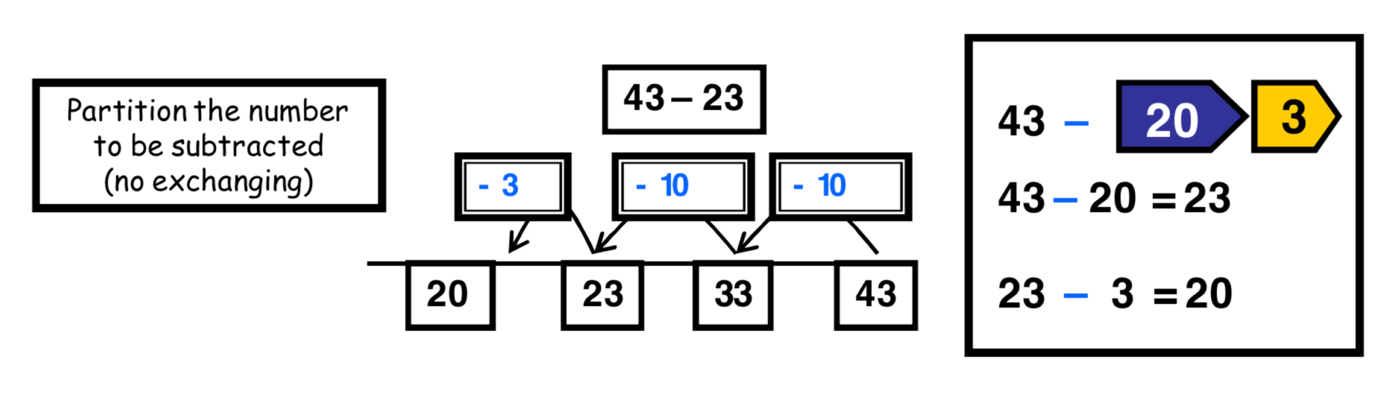 Partition the number
to be subtracted
(no exchanging)
43 – 23
- 3
- 10
- 10
20
23
33
43
43 – 20 3
43 – 20 = 23
23 – 3 = 20